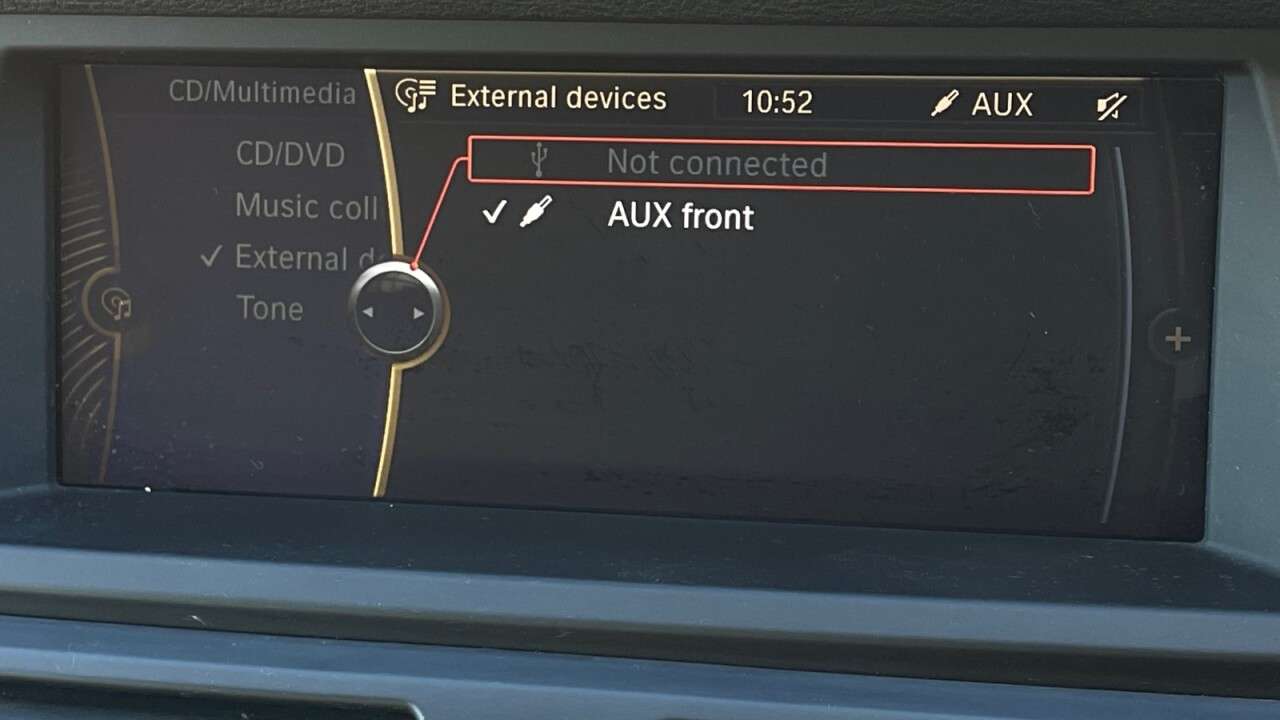 CD/Multimedia
CD/DVD
Music coll
External d
Tone
External devices 10:52 AUX
Not connected
AUX front